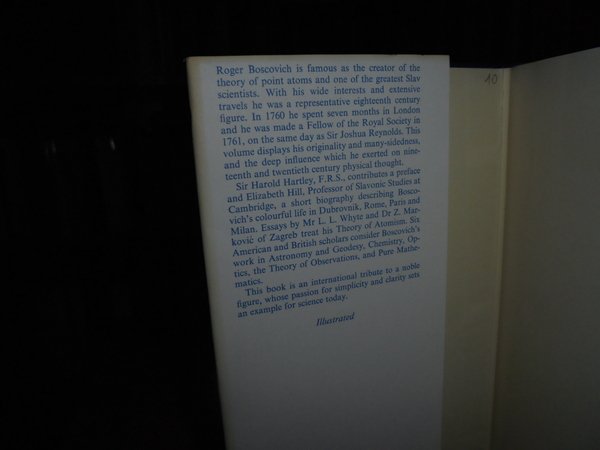 Roger Boscovich is famous as the creator of the
theory of point atoms and one of the greatest Slav
scientists. With his wide interests and extensive
travels he was a representative eighteenth century
figure. In 1760 he spent seven months in London
and he was made a Fellow of the Royal Society in
1761, on the same day as Sir Joshua Reynolds. This
volume displays his originality and many-sidedness,
and the deep influence which he exerted on nine-
teenth and twentieth century physical thought.
Sir Harold Hartley, F.R.S., contributes a preface
and Elizabeth Hill, Professor of Slavonic Studies at
Cambridge, a short biography describing Bosco-
vich's colourful life in Dubrovnik, Rome, Paris and
Milan. Essays by Mr L. L. Whyte and Dr Z. Mar-
ković of Zagreb treat his Theory of Atomism. Six
American and British scholars consider Boscovich's
work in Astronomy and Geodesy, Chemistry, Op-
tics, the Theory of Observations, and Pure Mathe-
matics.
This book is an international tribute to a noble
figure, whose passion for simplicity and clarity sets
an example for science today.
Illustrated
10